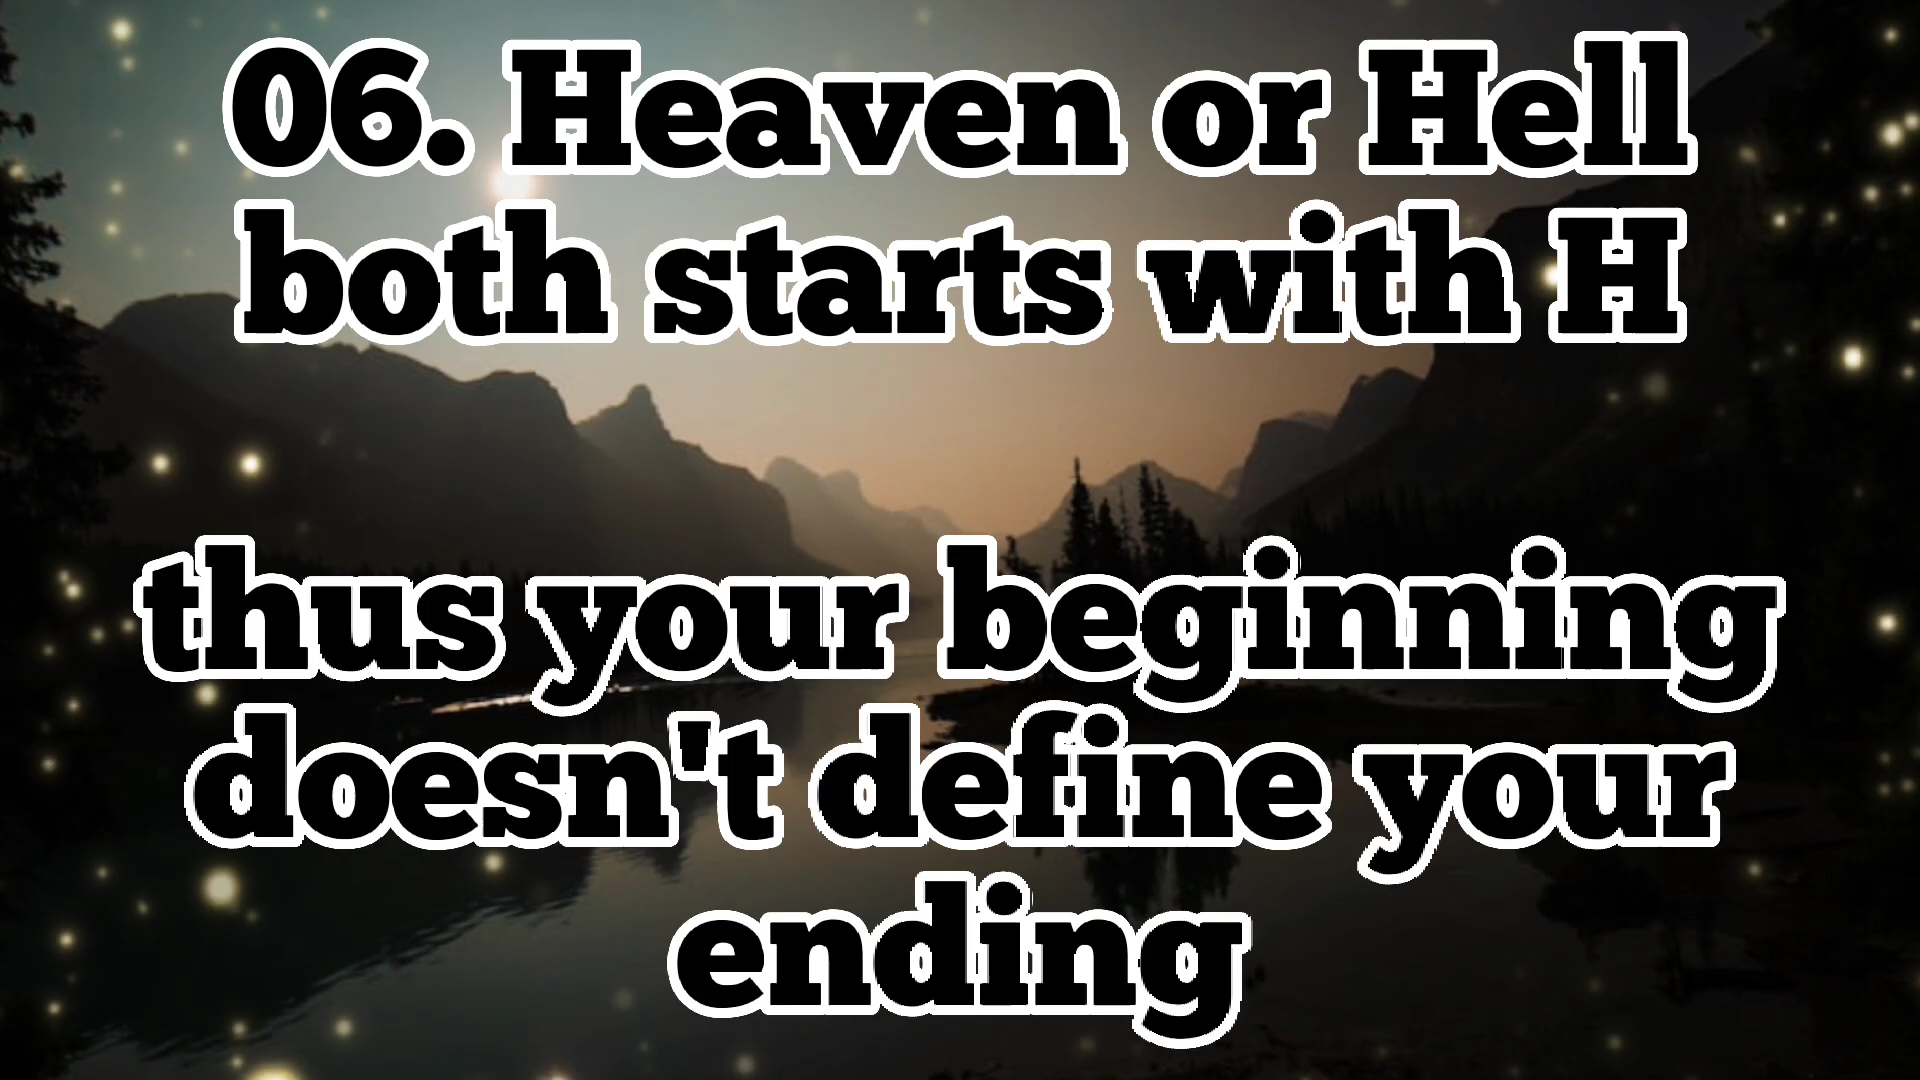 06. Heaven or Hell
both starts with H
thus your beginning
doesn't define your
ending